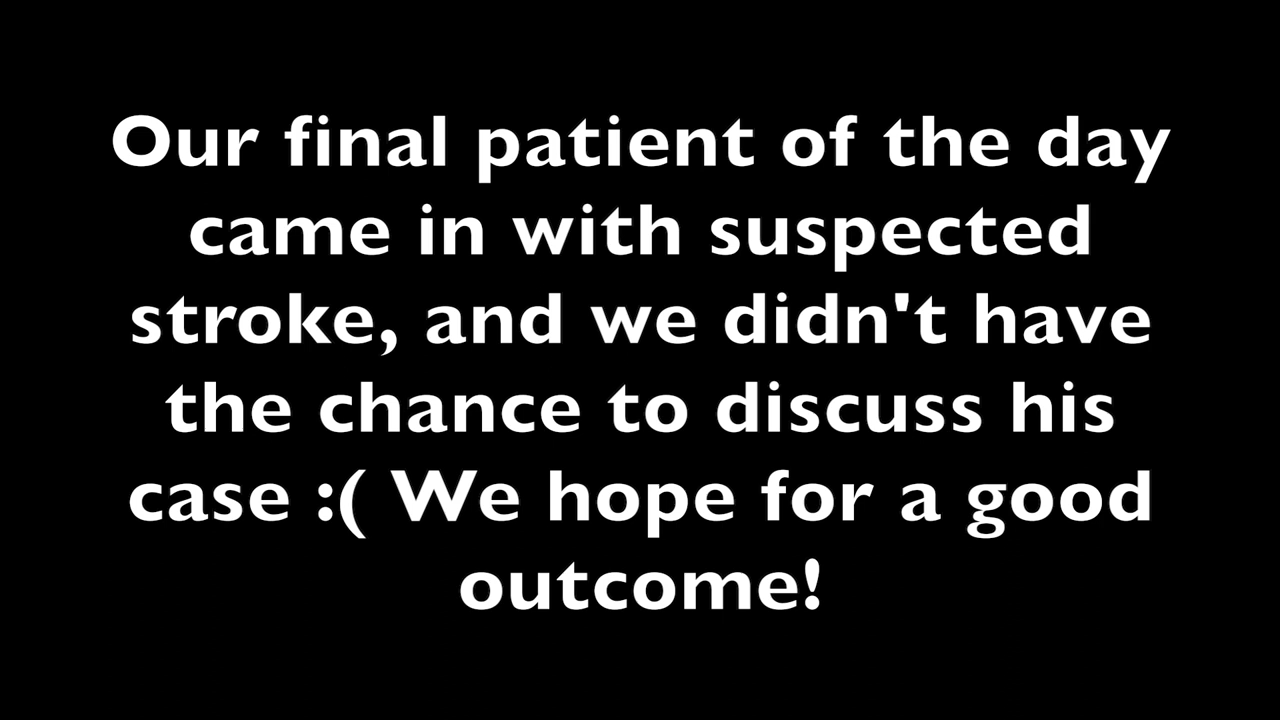 Our final patient of the day
came in with suspected
stroke, and we didn't have
the chance to discuss his
case :( We hope for a good
outcome!